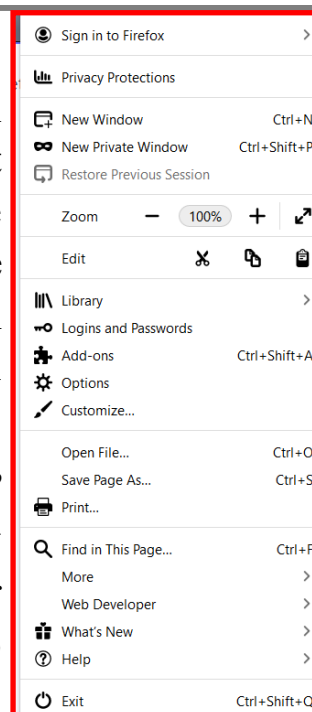 Sign in to Firefox
Privacy Protections
New Window Ctrl+N
New Private Window Ctrl+Shift+P
Restore Previous Session
Zoom 100%
Edit
Library
Logins and Passwords
Add-ons Ctrl+Shift+A
Options
Customize...
Open File... Ctrl+O
Save Page As... Ctrl+S
Print...
Find in This Page... Ctrl+F
More
Web Developer
What's New
Help
Exit Ctrl+Shift+Q